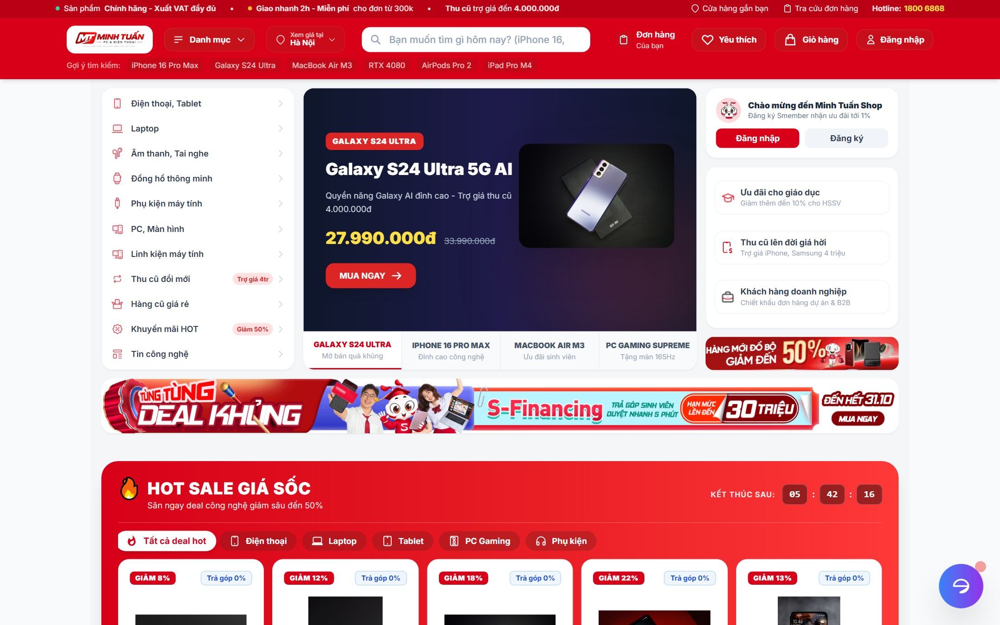 Sản phẩm Chính hãng - Xuất VAT đầy đủ • Giao nhanh 2h - Miễn phí cho đơn từ 300k • Thu cũ trợ giá đến 4.000.000đ
Cửa hàng gần bạn
Tra cứu đơn hàng
Hotline: 1800 6868
MT MINH TUẤN
PC & ĐIỆN THOẠI
Danh mục
Xem giá tại
Hà Nội
Bạn muốn tìm gì hôm nay? (iPhone 16,
Đơn hàng
Của bạn
Yêu thích
Giỏ hàng
Đăng nhập
Gợi ý tìm kiếm:
iPhone 16 Pro Max
Galaxy S24 Ultra
MacBook Air M3
RTX 4080
AirPods Pro 2
iPad Pro M4
Điện thoại, Tablet
Laptop
Âm thanh, Tai nghe
Đồng hồ thông minh
Phụ kiện máy tính
PC, Màn hình
Linh kiện máy tính
Thu cũ đổi mới
Trợ giá 4tr
Hàng cũ giá rẻ
Khuyến mãi HOT
Giảm 50%
Tin công nghệ
GALAXY S24 ULTRA
Galaxy S24 Ultra 5G AI
Quyền năng Galaxy AI đỉnh cao - Trợ giá thu cũ
4.000.000đ
27.990.000đ
33.990.000đ
MUA NGAY
SAMSUNG
S21+ 5G
GALAXY S24 ULTRA
Mở bán quà khủng
IPHONE 16 PRO MAX
Đỉnh cao công nghệ
MACBOOK AIR M3
Ưu đãi sinh viên
PC GAMING SUPREME
Tặng màn 165Hz
Chào mừng đến Minh Tuấn Shop
Đăng ký Smember nhận ưu đãi tới 1%
Đăng nhập
Đăng ký
Ưu đãi cho giáo dục
Giảm thêm đến 10% cho HSSV
Thu cũ lên đời giá hời
Trợ giá iPhone, Samsung 4 triệu
Khách hàng doanh nghiệp
Chiết khấu đơn hàng dự án & B2B
HÀNG MỚI ĐỔ BỘ
GIẢM ĐẾN
50%
TÙNG TÙNG
DEAL KHỦNG
S
S-Financing
TRẢ GÓP SINH VIÊN
DUYỆT NHANH 5 PHÚT
HẠN MỨC
LÊN ĐẾN
30 TRIỆU
ĐẾN HẾT 31.10
MUA NGAY
HOT SALE GIÁ SỐC
Săn ngay deal công nghệ giảm sâu đến 50%
KẾT THÚC SAU: 05 : 42 : 16
Tất cả deal hot
Điện thoại
Laptop
Tablet
PC Gaming
Phụ kiện
GIẢM 8%
Trả góp 0%
GIẢM 12%
Trả góp 0%
GIẢM 18%
Trả góp 0%
GIẢM 22%
Trả góp 0%
GIẢM 13%
Trả góp 0%
10:46